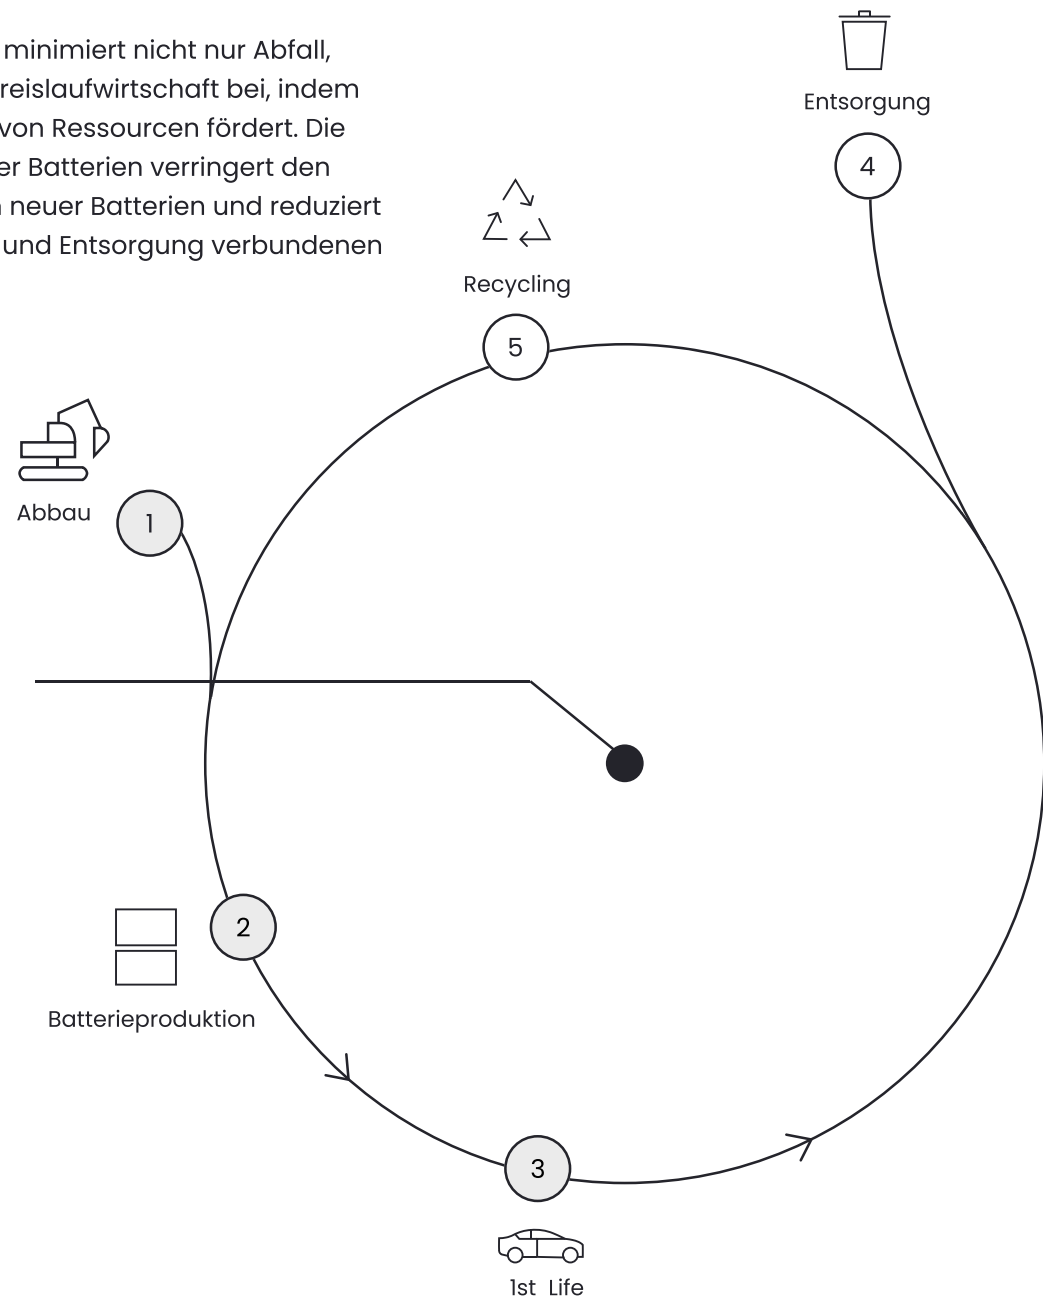 minimiert nicht nur Abfall,
reislaufwirtschaft bei, indem
von Ressourcen fördert. Die
er Batterien verringert den
neuer Batterien und reduziert
und Entsorgung verbundenen
Entsorgung
4
Recycling
5
Abbau
1
2
Batterieproduktion
3
1st Life